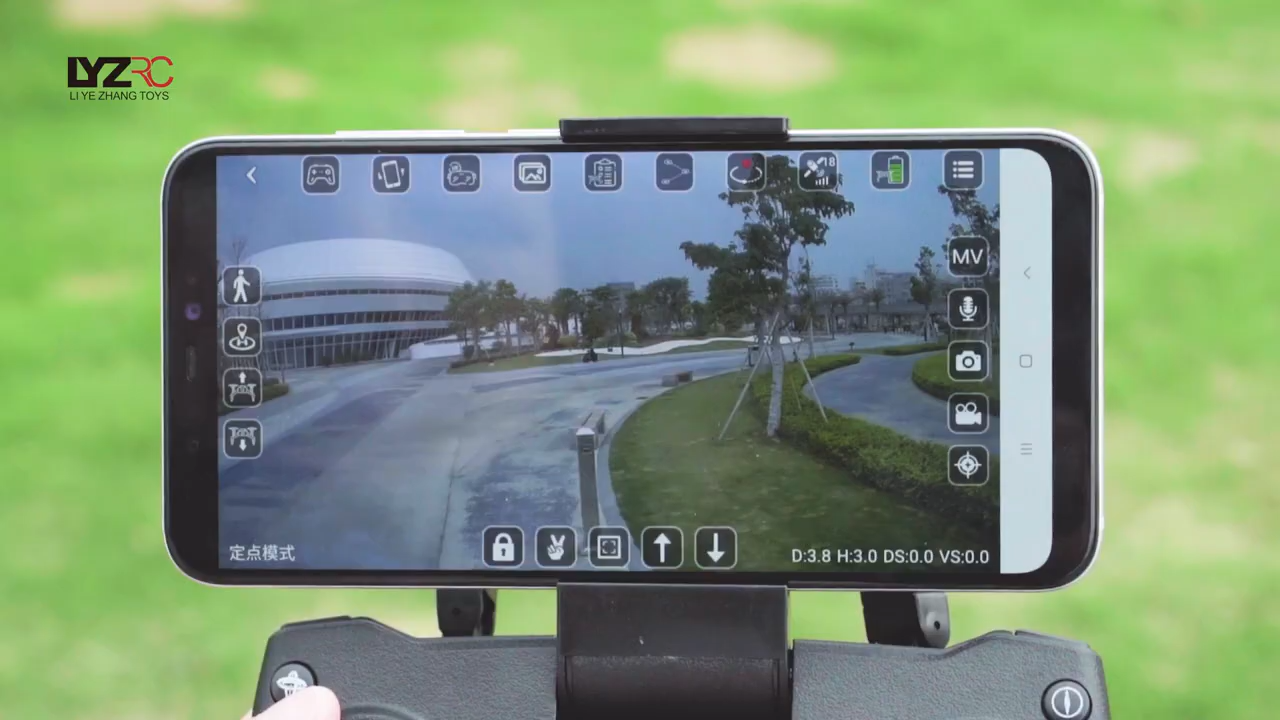 LYZRC
LI YE ZHANG TOYS
18
MV
定点模式
D:3.8 H:3.0 DS:0.0 VS:0.0